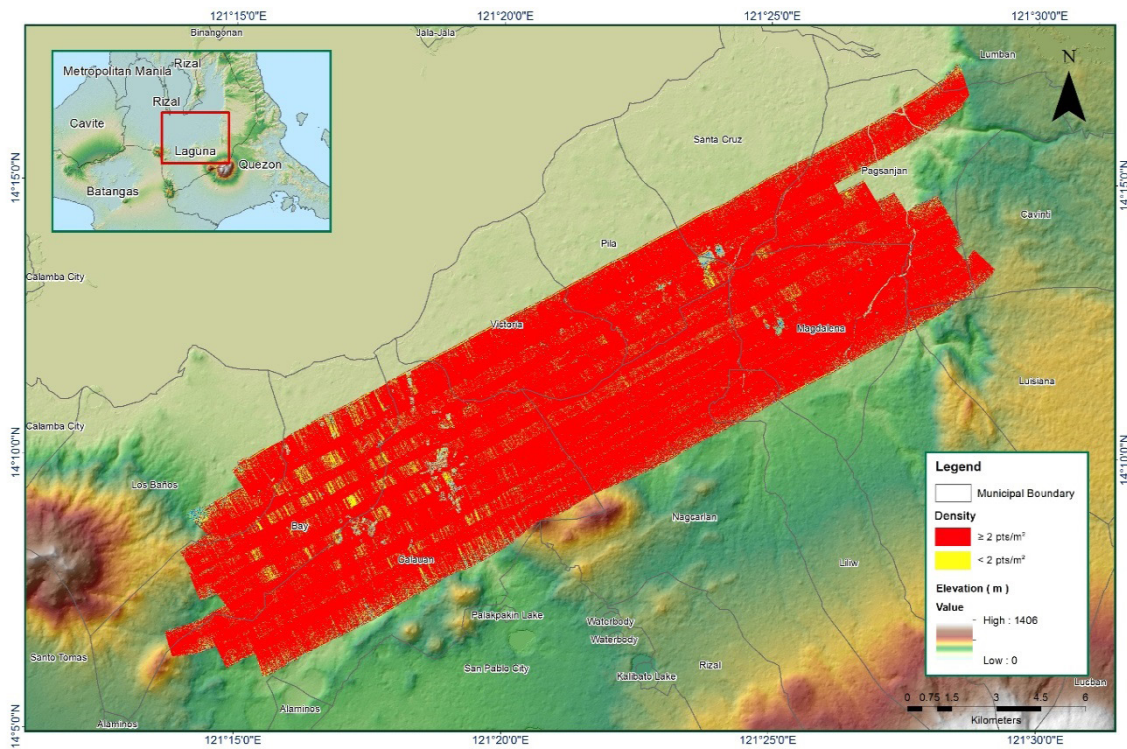 121°15'0"E
121°20'0"E
121°25'0"E
121°30'0"E
Binangonan
Jala-Jala
Lumban
N
Metropolitan Manila
Rizal
Rizal
Cavite
Laguna
Quezon
Batangas
Santa Cruz
Pagsanjan
14°15'0"N
14°15'0"N
Cavinti
Pila
Calamba City
Victoria
Magdalena
Luisiana
Calamba City
14°10'0"N
14°10'0"N
Los Baños
Bay
Nagcarlan
Calauan
Liliw
Palakpakin Lake
Waterbody
Waterbody
Santo Tomas
San Pablo City
Kalibato Lake
Rizal
Lucban
Alaminos
Alaminos
14°5'0"N
14°5'0"N
Legend
Municipal Boundary
Density
≥ 2 pts/m²
< 2 pts/m²
Elevation ( m )
Value
High : 1406
Low : 0
0 0.75 1.5 3 4.5 6
Kilometers
121°15'0"E
121°20'0"E
121°25'0"E
121°30'0"E